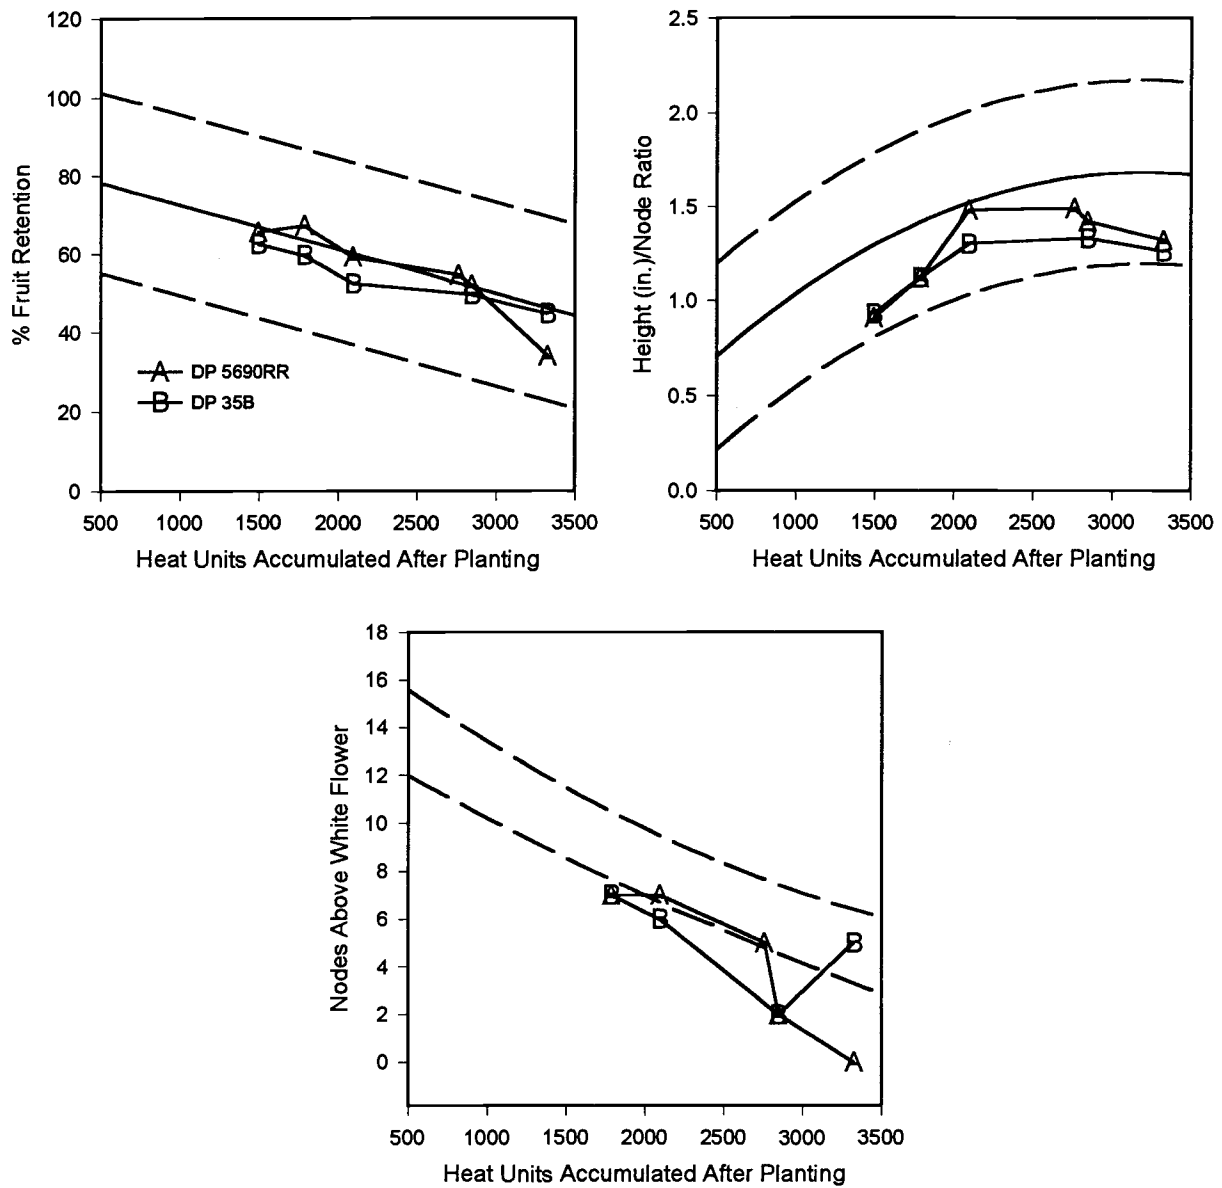 120
100
80
60
40
20
0
% Fruit Retention
A DP 5690RR
B DP 35B
500 1000 1500 2000 2500 3000 3500
Heat Units Accumulated After Planting
2.5
2.0
1.5
1.0
0.5
0.0
Height (in.)/Node Ratio
500 1000 1500 2000 2500 3000 3500
Heat Units Accumulated After Planting
18
16
14
12
10
8
6
4
2
0
Nodes Above White Flower
500 1000 1500 2000 2500 3000 3500
Heat Units Accumulated After Planting